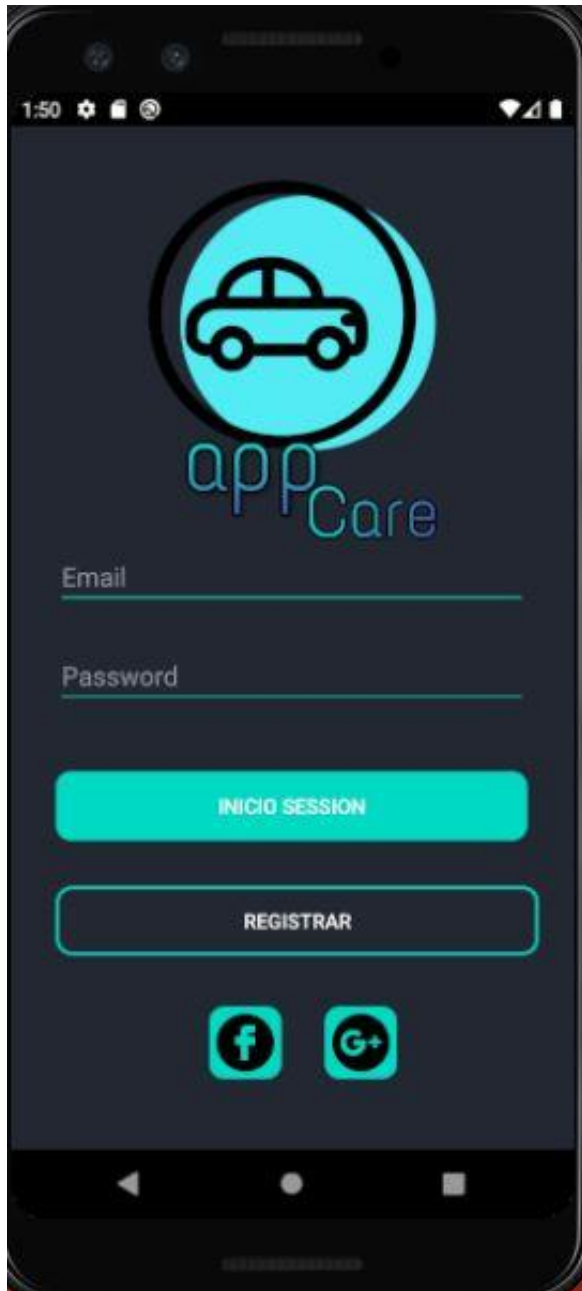 1:50
app
Care
Email
Password
INICIO SESSION
REGISTRAR
f
G+